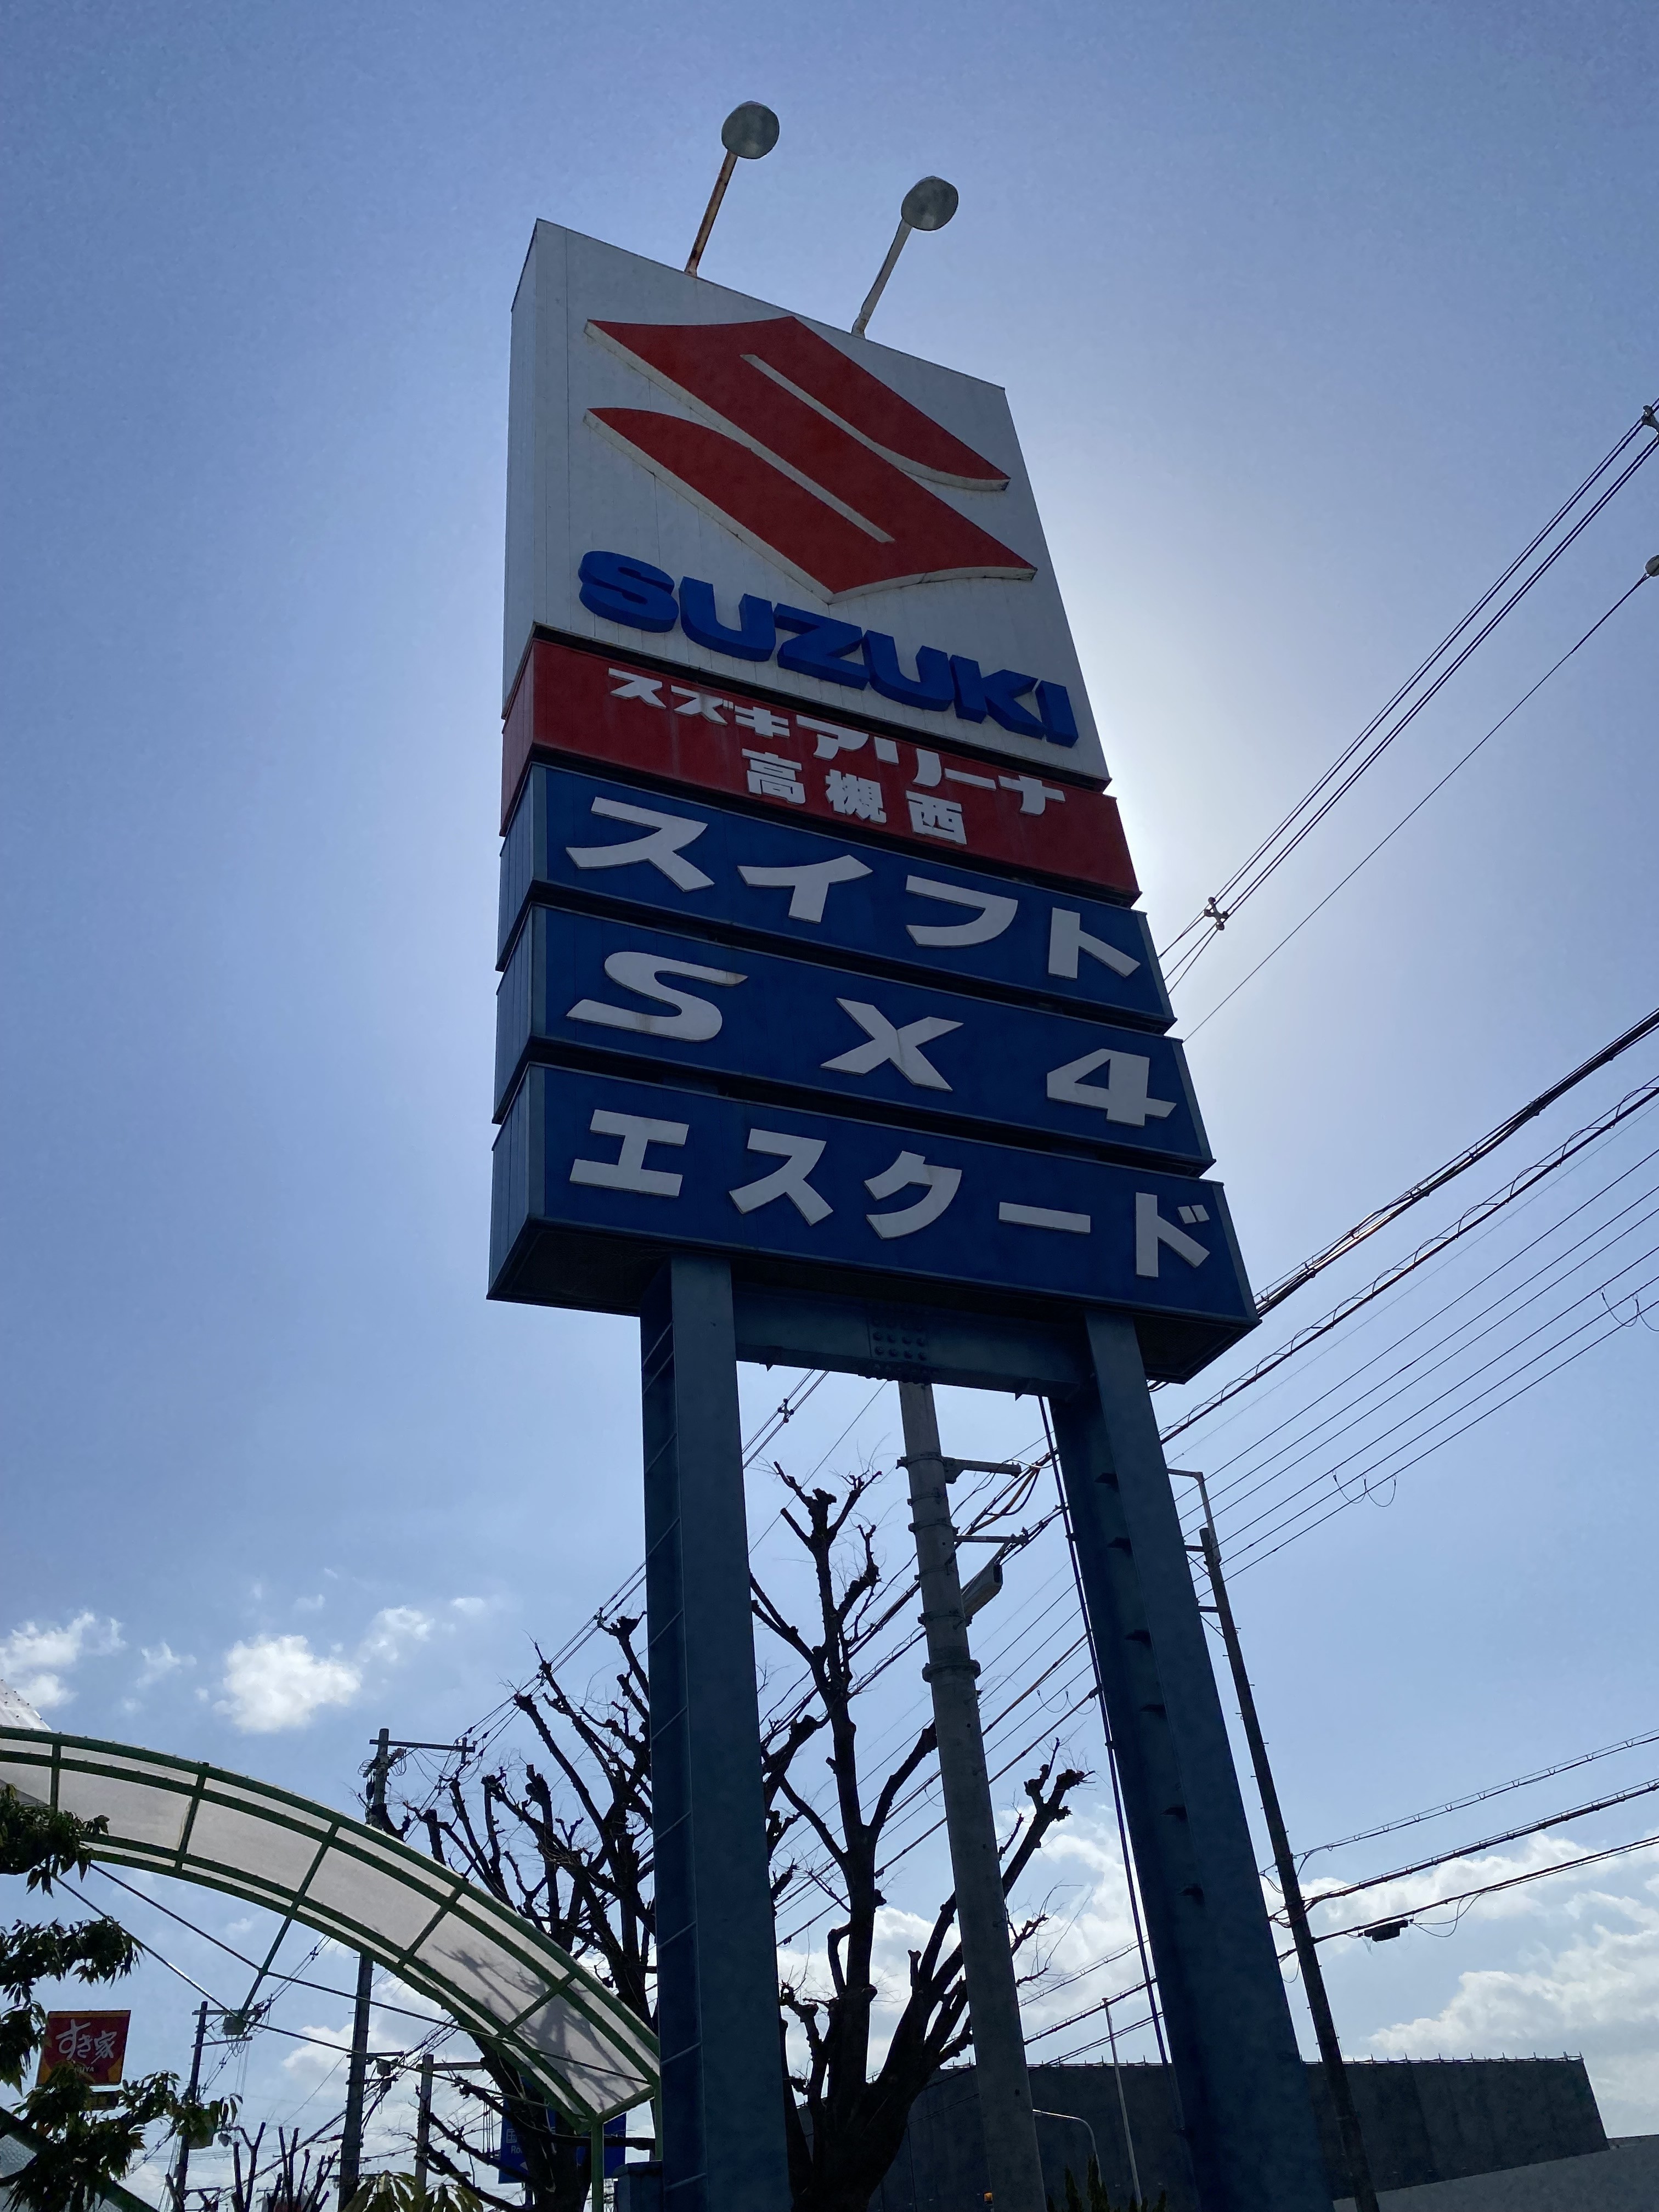 SUZUKI
スズキアリーナ
高槻西
スイフト
SX4
エスクード
すき家